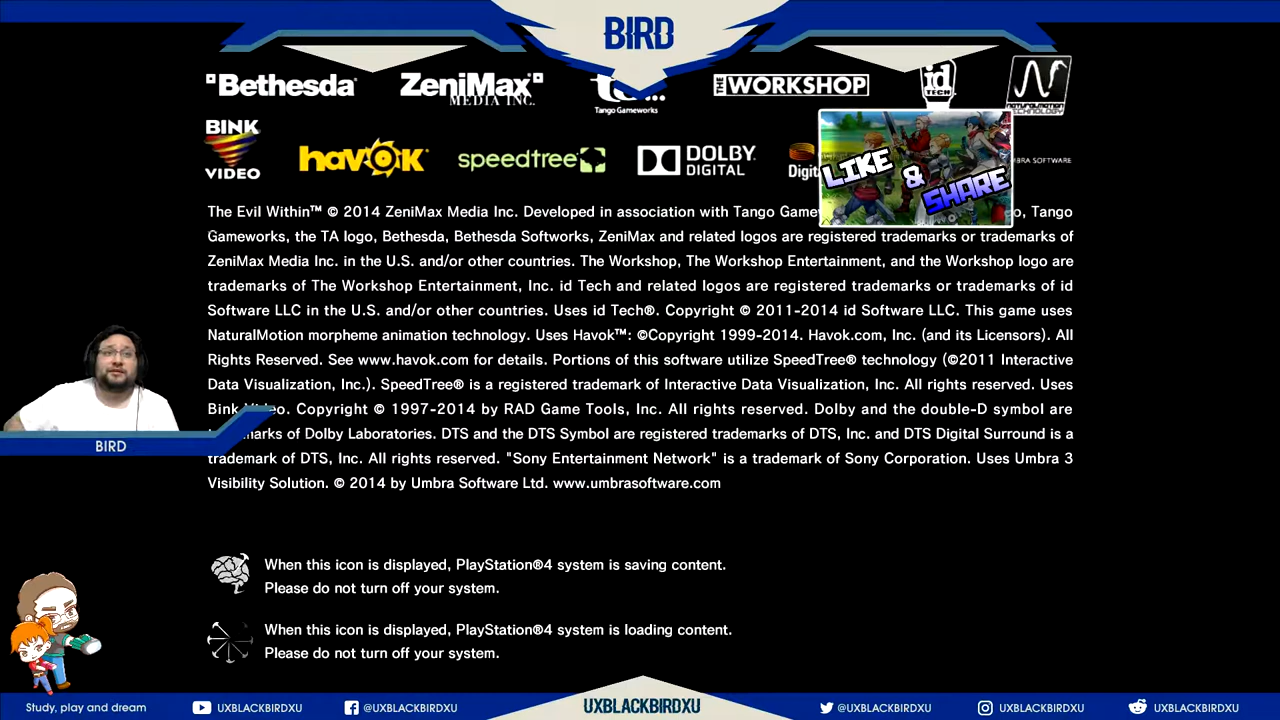 BIRD
Bethesda
ZeniMax
MEDIA INC.
Tango Gameworks
THE WORKSHOP
id
TECH
NATURALMOTION
TECHNOLOGY
BINK
VIDEO
havok
speedtree
DOLBY
DIGITAL
LIKE
&
SHARE
The Evil Within™ © 2014 ZeniMax Media Inc. Developed in association with Tango Tango
Gameworks, the TA logo, Bethesda, Bethesda Softworks, ZeniMax and related logos are registered trademarks or trademarks of
ZeniMax Media Inc. in the U.S. and/or other countries. The Workshop, The Workshop Entertainment, and the Workshop logo are
trademarks of The Workshop Entertainment, Inc. id Tech and related logos are registered trademarks or trademarks of id
Software LLC in the U.S. and/or other countries. Uses id Tech®. Copyright © 2011-2014 id Software LLC. This game uses
NaturalMotion morpheme animation technology. Uses Havok™: ©Copyright 1999-2014. Havok.com, Inc. (and its Licensors). All
Rights Reserved. See www.havok.com for details. Portions of this software utilize SpeedTree® technology (©2011 Interactive
Data Visualization, Inc.). SpeedTree® is a registered trademark of Interactive Data Visualization, Inc. All rights reserved. Uses
Bink Video. Copyright © 1997-2014 by RAD Game Tools, Inc. All rights reserved. Dolby and the double-D symbol are
of Dolby Laboratories. DTS and the DTS Symbol are registered trademarks of DTS, Inc. and DTS Digital Surround is a
trademark of DTS, Inc. All rights reserved. "Sony Entertainment Network" is a trademark of Sony Corporation. Uses Umbra 3
Visibility Solution. © 2014 by Umbra Software Ltd. www.umbrasoftware.com
BIRD
When this icon is displayed, PlayStation®4 system is saving content.
Please do not turn off your system.
When this icon is displayed, PlayStation®4 system is loading content.
Please do not turn off your system.
Study, play and dream
UXBLACKBIRDXU
@UXBLACKBIRDXU
UXBLACKBIRDXU
@UXBLACKBIRDXU
UXBLACKBIRDXU
UXBLACKBIRDXU